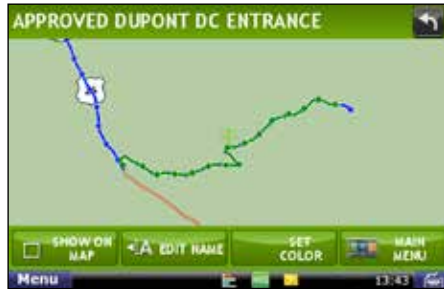 APPROVED DUPONT DC ENTRANCE
SHOW ON MAP
EDIT NAME
SET COLOR
MAIN MENU
Menu
13:43